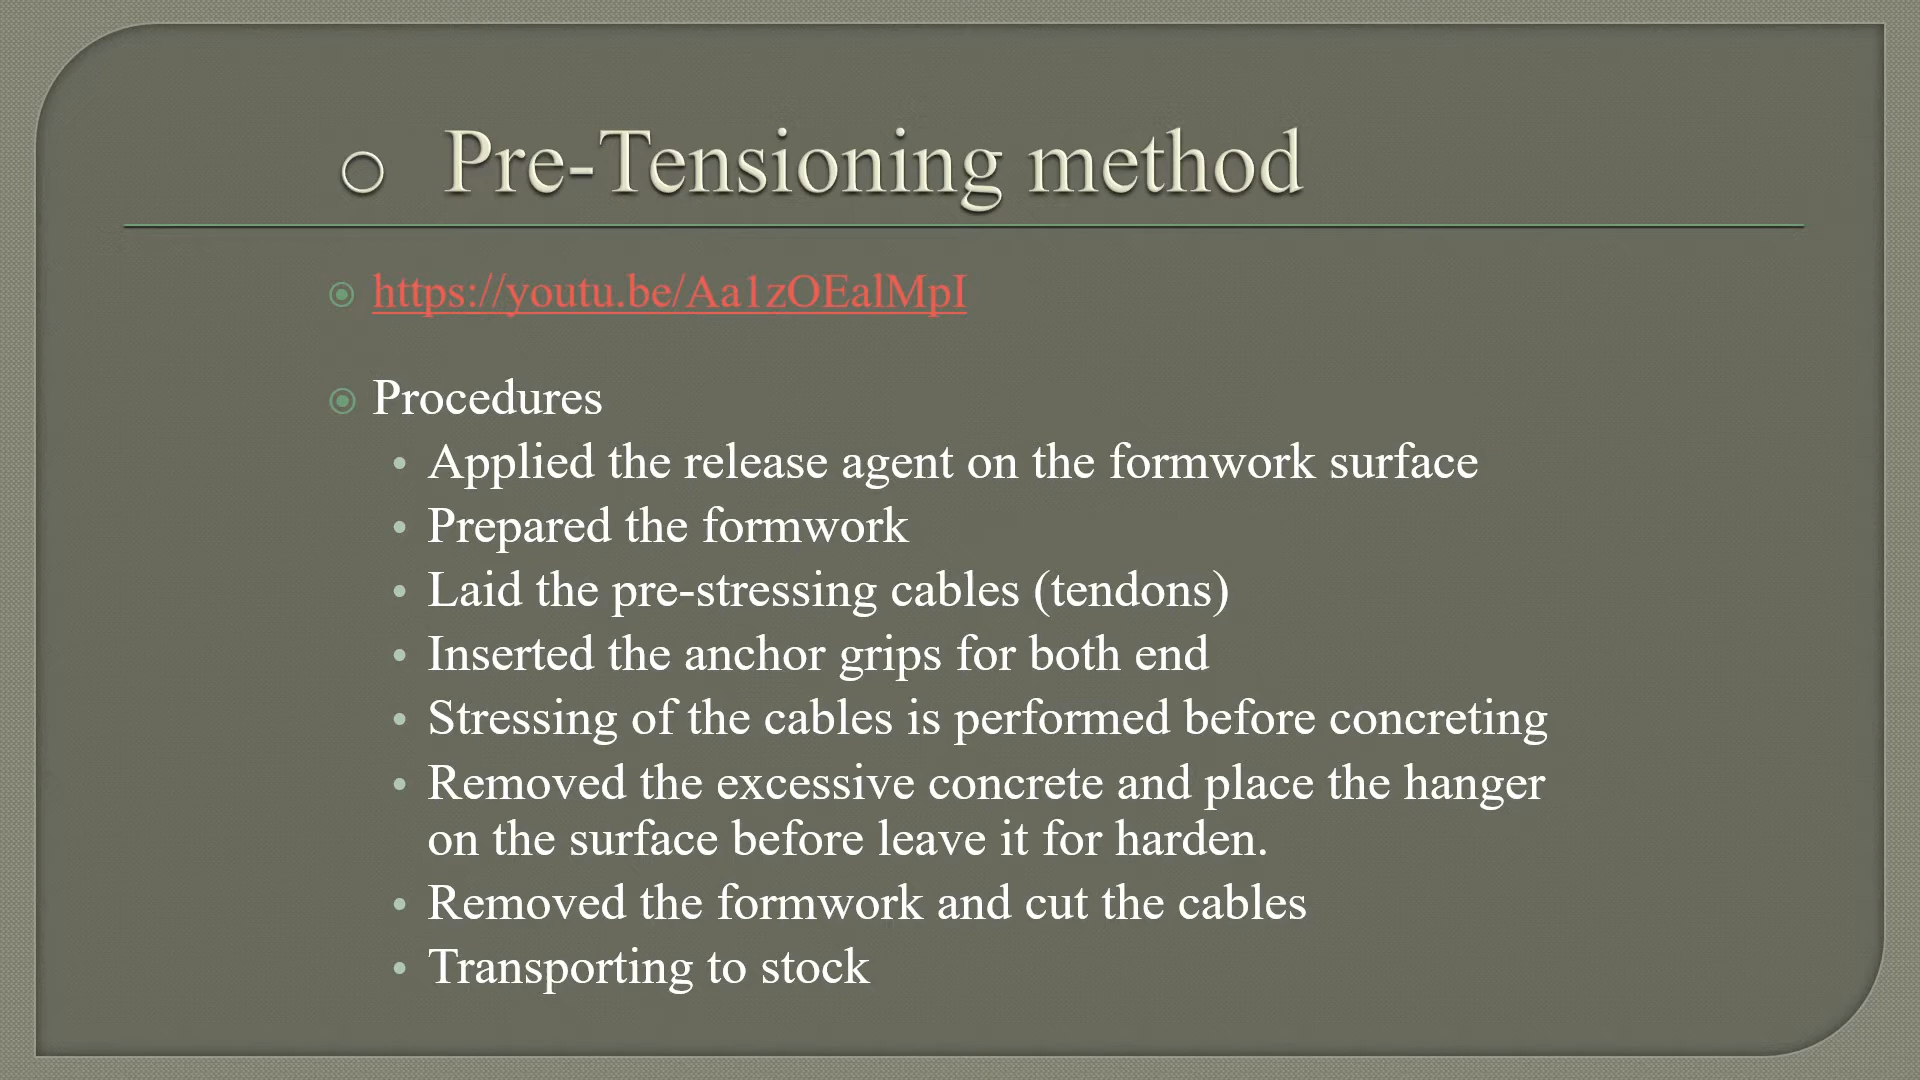 Pre-Tensioning method
https://youtu.be/Aa1zOEalMpI
Procedures
Applied the release agent on the formwork surface
Prepared the formwork
Laid the pre-stressing cables (tendons)
Inserted the anchor grips for both end
Stressing of the cables is performed before concreting
Removed the excessive concrete and place the hanger
on the surface before leave it for harden.
Removed the formwork and cut the cables
Transporting to stock